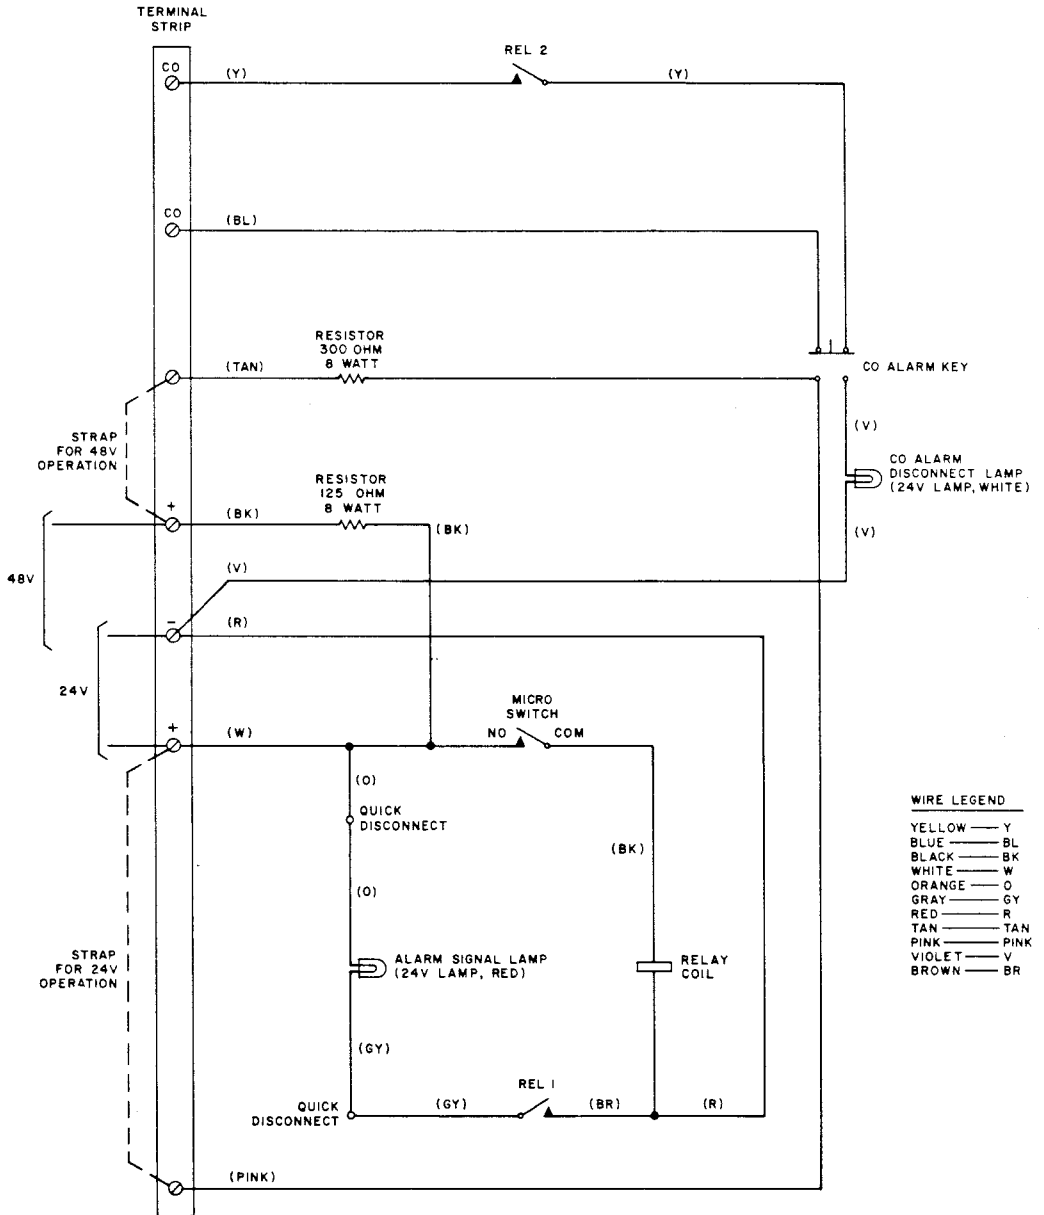 TERMINAL
STRIP
CO
(Y)
REL 2
(Y)
CO
(BL)
RESISTOR
300 OHM
8 WATT
(TAN)
CO ALARM KEY
STRAP
FOR 48V
OPERATION
(V)
CO ALARM
DISCONNECT LAMP
(24V LAMP, WHITE)
RESISTOR
125 OHM
8 WATT
+
(BK)
(BK)
(V)
48V
(V)
−
(R)
24V
MICRO
SWITCH
+
(W)
NO
COM
(O)
QUICK
DISCONNECT
(BK)
(O)
STRAP
FOR 24V
OPERATION
ALARM SIGNAL LAMP
(24V LAMP, RED)
RELAY
COIL
(GY)
REL 1
QUICK
DISCONNECT
(GY)
(BR)
(R)
(PINK)
WIRE LEGEND
YELLOW — Y
BLUE — BL
BLACK — BK
WHITE — W
ORANGE — O
GRAY — GY
RED — R
TAN — TAN
PINK — PINK
VIOLET — V
BROWN — BR